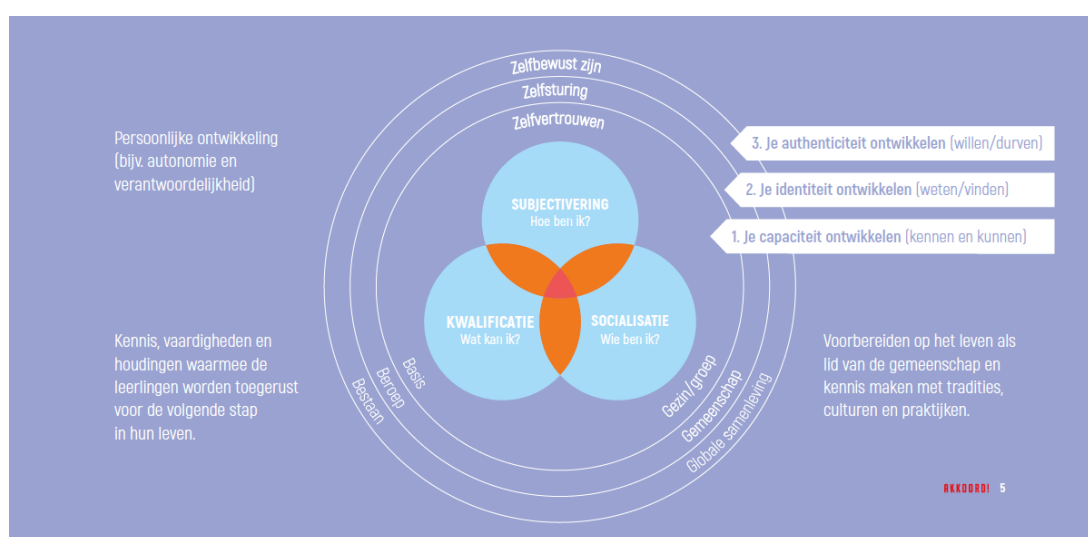 Zelfbewust zijn
Zelfsturing
Zelfvertrouwen
Persoonlijke ontwikkeling
(bijv. autonomie en
verantwoordelijkheid)
3. Je authenticiteit ontwikkelen (willen/durven)
2. Je identiteit ontwikkelen (weten/vinden)
1. Je capaciteit ontwikkelen (kennen en kunnen)
SUBJECTIVERING
Hoe ben ik?
KWALIFICATIE
Wat kan ik?
SOCIALISATIE
Wie ben ik?
Kennis, vaardigheden en
houdingen waarmee de
leerlingen worden toegerust
voor de volgende stap
in hun leven.
Basis
Beroep
Bestaan
Gezin/groep
Gemeenschap
Globale samenleving
Voorbereiden op het leven als
lid van de gemeenschap en
kennis maken met tradities,
culturen en praktijken.
AKKOORD! 5